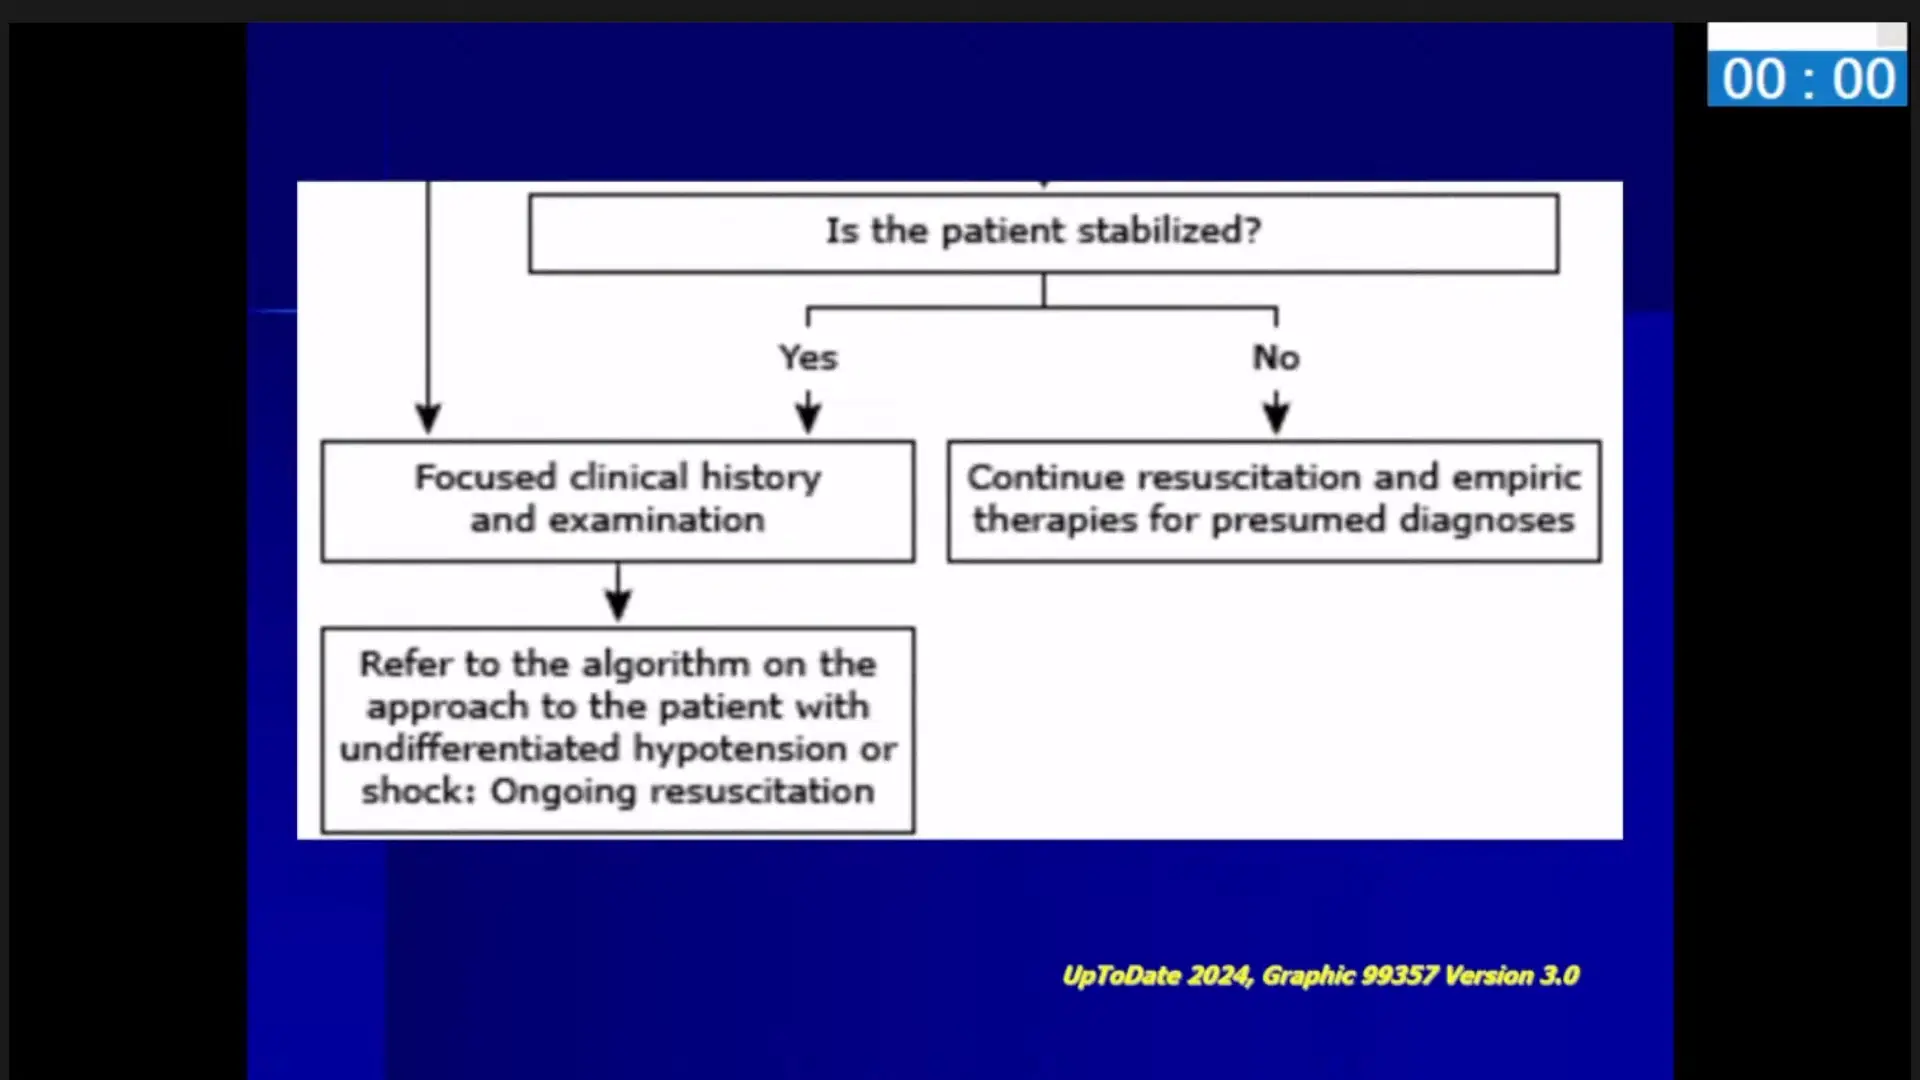 00 : 00
Is the patient stabilized?
Yes
No
Focused clinical history
and examination
Continue resuscitation and empiric
therapies for presumed diagnoses
Refer to the algorithm on the
approach to the patient with
undifferentiated hypotension or
shock: Ongoing resuscitation
UpToDate 2024, Graphic 99357 Version 3.0